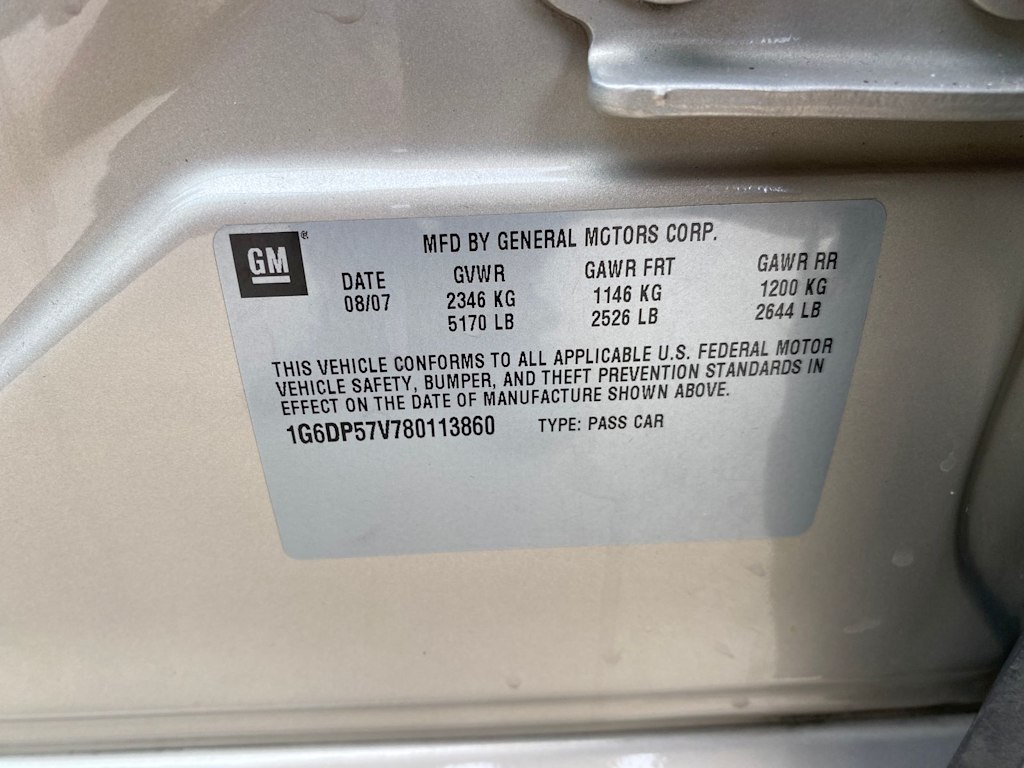 GM®
MFD BY GENERAL MOTORS CORP.
DATE GVWR GAWR FRT GAWR RR
08/07 2346 KG 1146 KG 1200 KG
5170 LB 2526 LB 2644 LB
THIS VEHICLE CONFORMS TO ALL APPLICABLE U.S. FEDERAL MOTOR
VEHICLE SAFETY, BUMPER, AND THEFT PREVENTION STANDARDS IN
EFFECT ON THE DATE OF MANUFACTURE SHOWN ABOVE.
1G6DP57V780113860 TYPE: PASS CAR